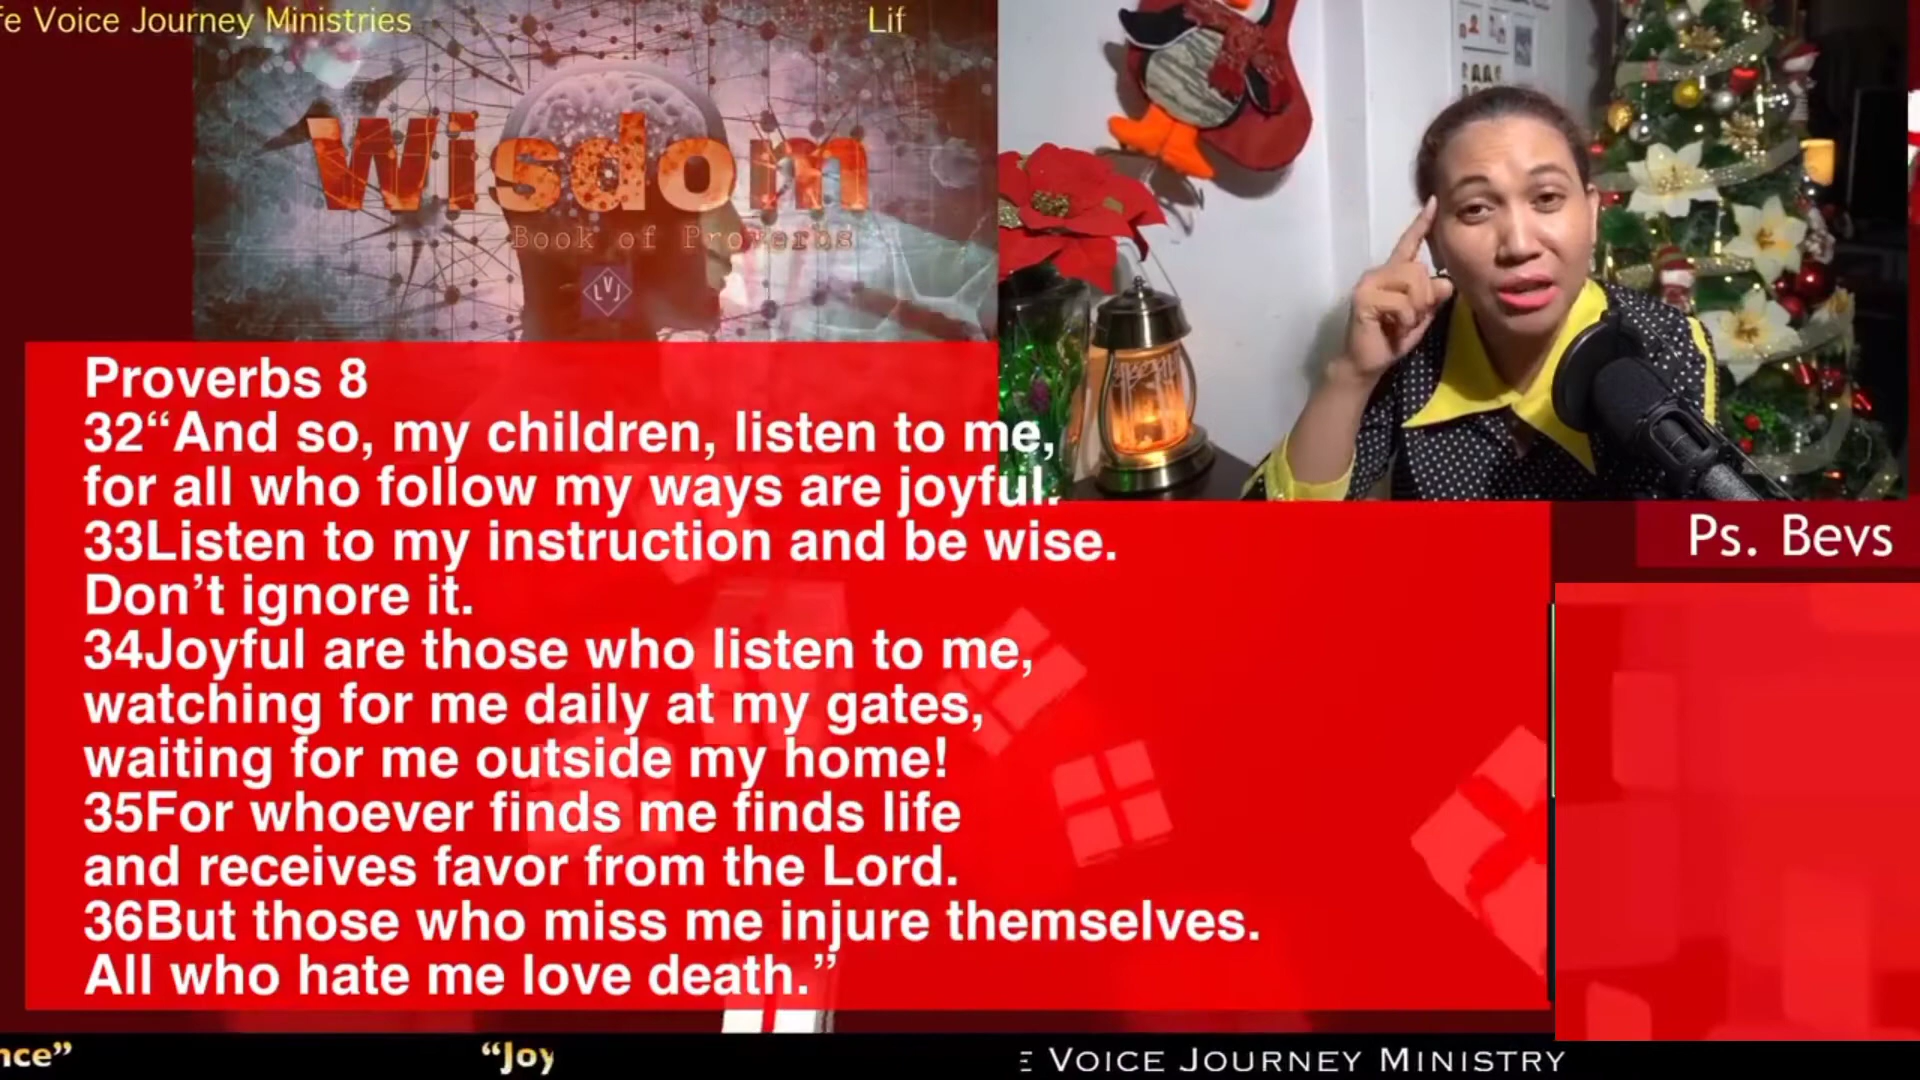 fe Voice Journey Ministries
Lif
Wisdom
Book of Proverbs
LVJ
Proverbs 8
32“And so, my children, listen to me,
for all who follow my ways are joyful.
33Listen to my instruction and be wise.
Don’t ignore it.
34Joyful are those who listen to me,
watching for me daily at my gates,
waiting for me outside my home!
35For whoever finds me finds life
and receives favor from the Lord.
36But those who miss me injure themselves.
All who hate me love death.”
Ps. Bevs
nce”
“Joy
E VOICE JOURNEY MINISTRY